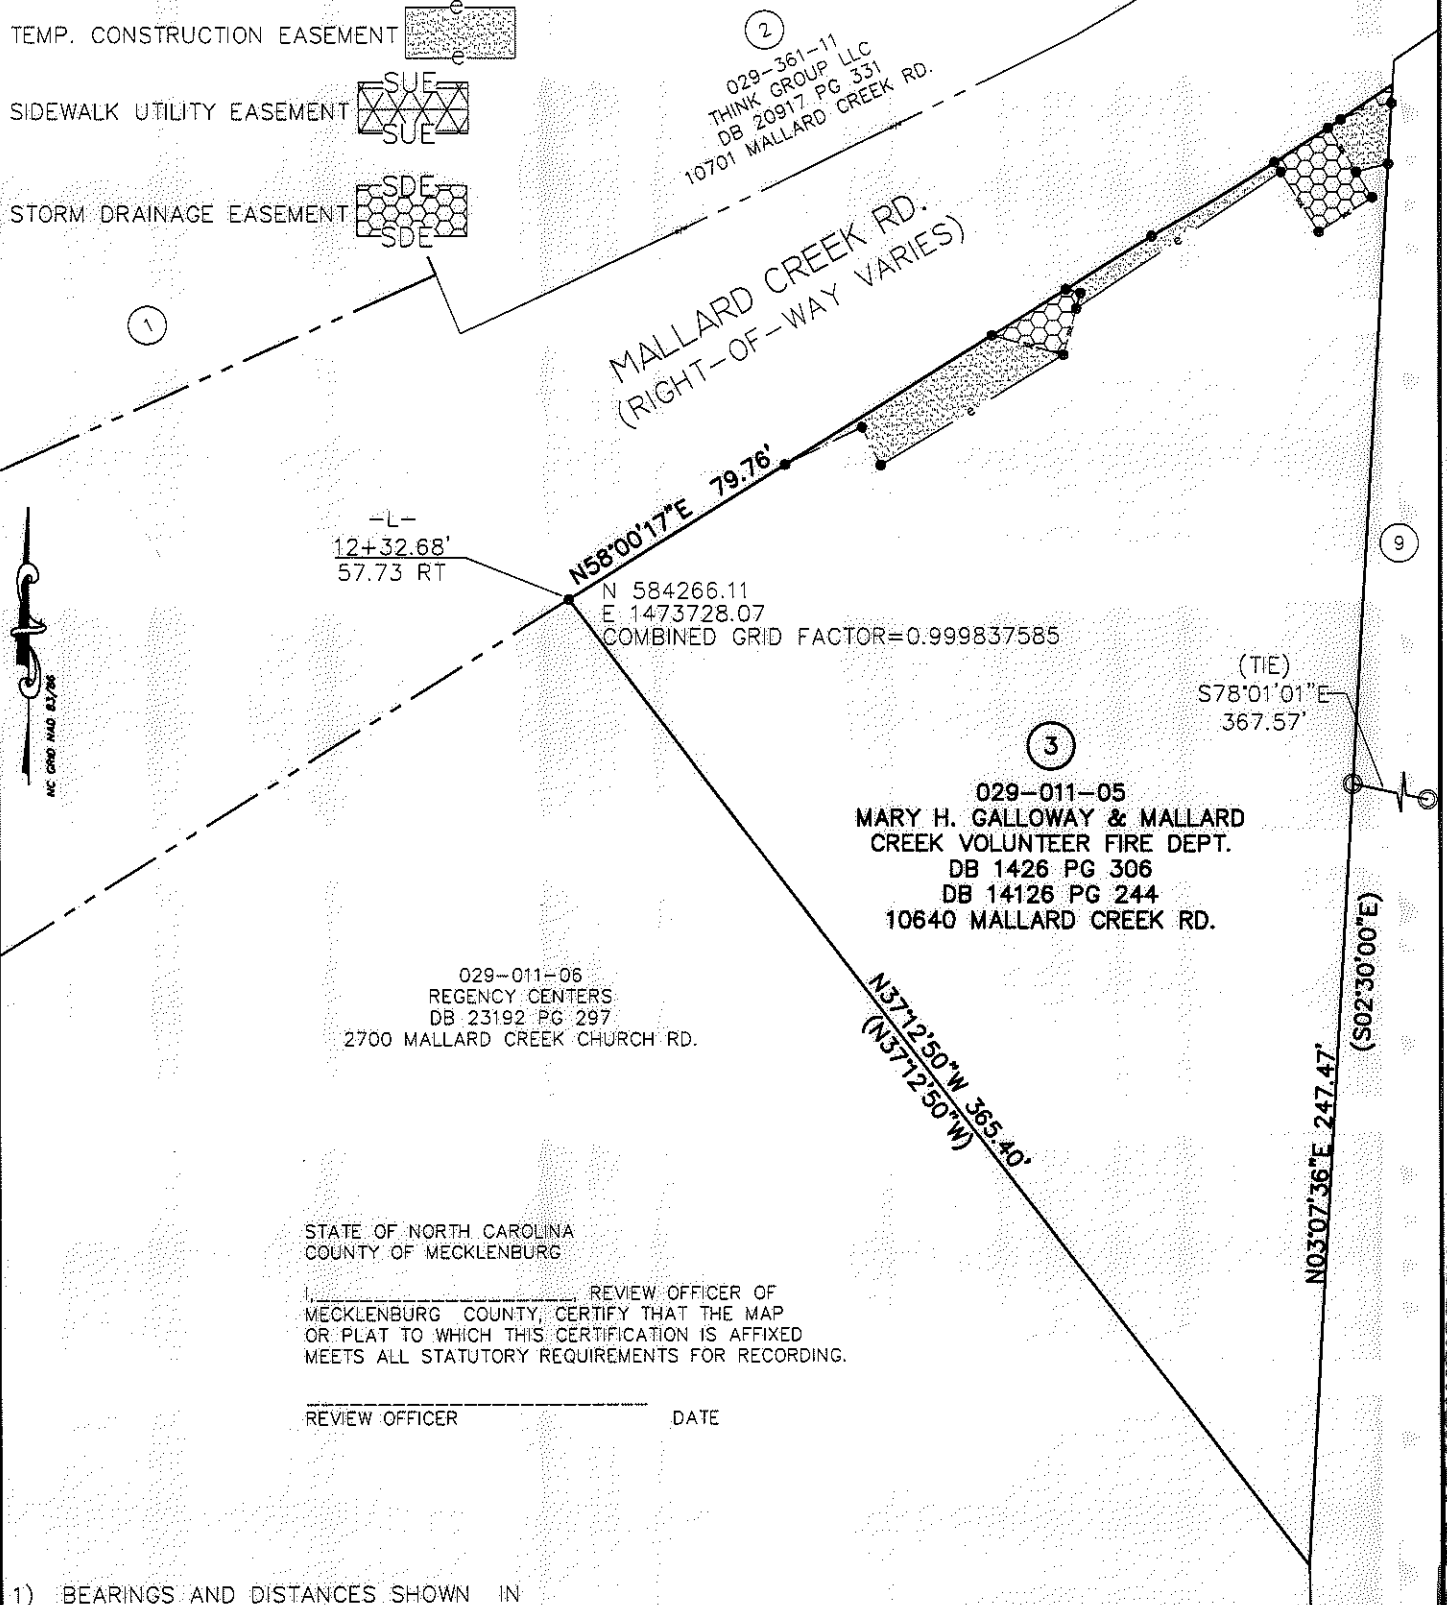 TEMP. CONSTRUCTION EASEMENT
e
e
SIDEWALK UTILITY EASEMENT
SUE
SUE
STORM DRAINAGE EASEMENT
SDE
SDE
2
029-361-11
THINK GROUP LLC
DB 20917 PG 331
10701 MALLARD CREEK RD.
1
MALLARD CREEK RD.
(RIGHT-OF-WAY VARIES)
e
e
-L-
12+32.68'
57.73 RT
N58°00'17"E 79.76'
N 584266.11
E 1473728.07
COMBINED GRID FACTOR=0.999837585
NC GRID NAD 83/86
9
(TIE)
S78°01'01"E
367.57'
3
029-011-05
MARY H. GALLOWAY & MALLARD
CREEK VOLUNTEER FIRE DEPT.
DB 1426 PG 306
DB 14126 PG 244
10640 MALLARD CREEK RD.
(S02°30'00"E)
N03°07'36"E 247.47'
029-011-06
REGENCY CENTERS
DB 23192 PG 297
2700 MALLARD CREEK CHURCH RD.
N37°12'50"W 365.40'
(N37°12'50"W)
STATE OF NORTH CAROLINA
COUNTY OF MECKLENBURG
I,____________________, REVIEW OFFICER OF
MECKLENBURG COUNTY, CERTIFY THAT THE MAP
OR PLAT TO WHICH THIS CERTIFICATION IS AFFIXED
MEETS ALL STATUTORY REQUIREMENTS FOR RECORDING.
REVIEW OFFICER DATE
1) BEARINGS AND DISTANCES SHOWN IN